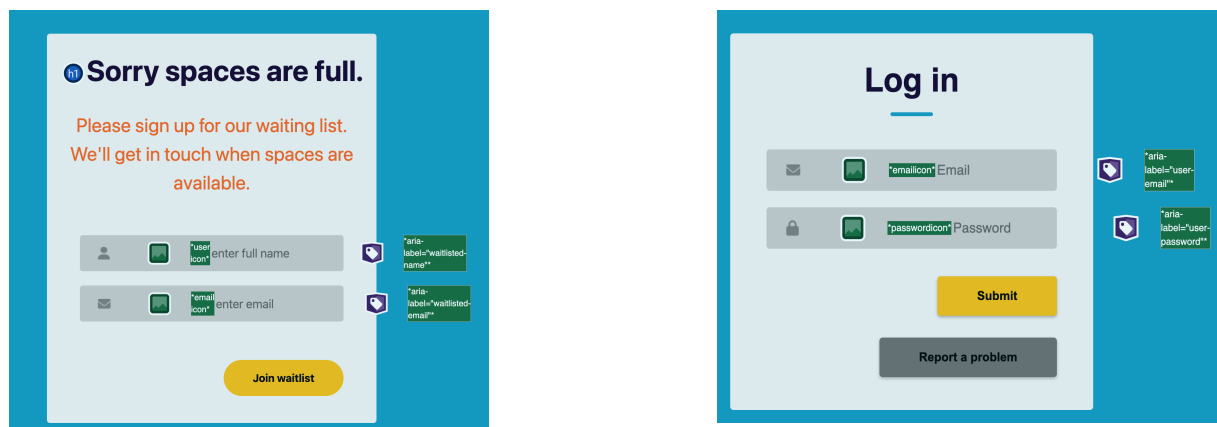 h1 Sorry spaces are full.
Please sign up for our waiting list.
We'll get in touch when spaces are
available.
*user
icon* enter full name
*aria-
label="waitlisted-
name"*
*email
icon* enter email
*aria-
label="waitlisted-
email"*
Join waitlist
Log in
*emailicon* Email
*aria-
label="user-
email"*
*passwordicon* Password
*aria-
label="user-
password"*
Submit
Report a problem